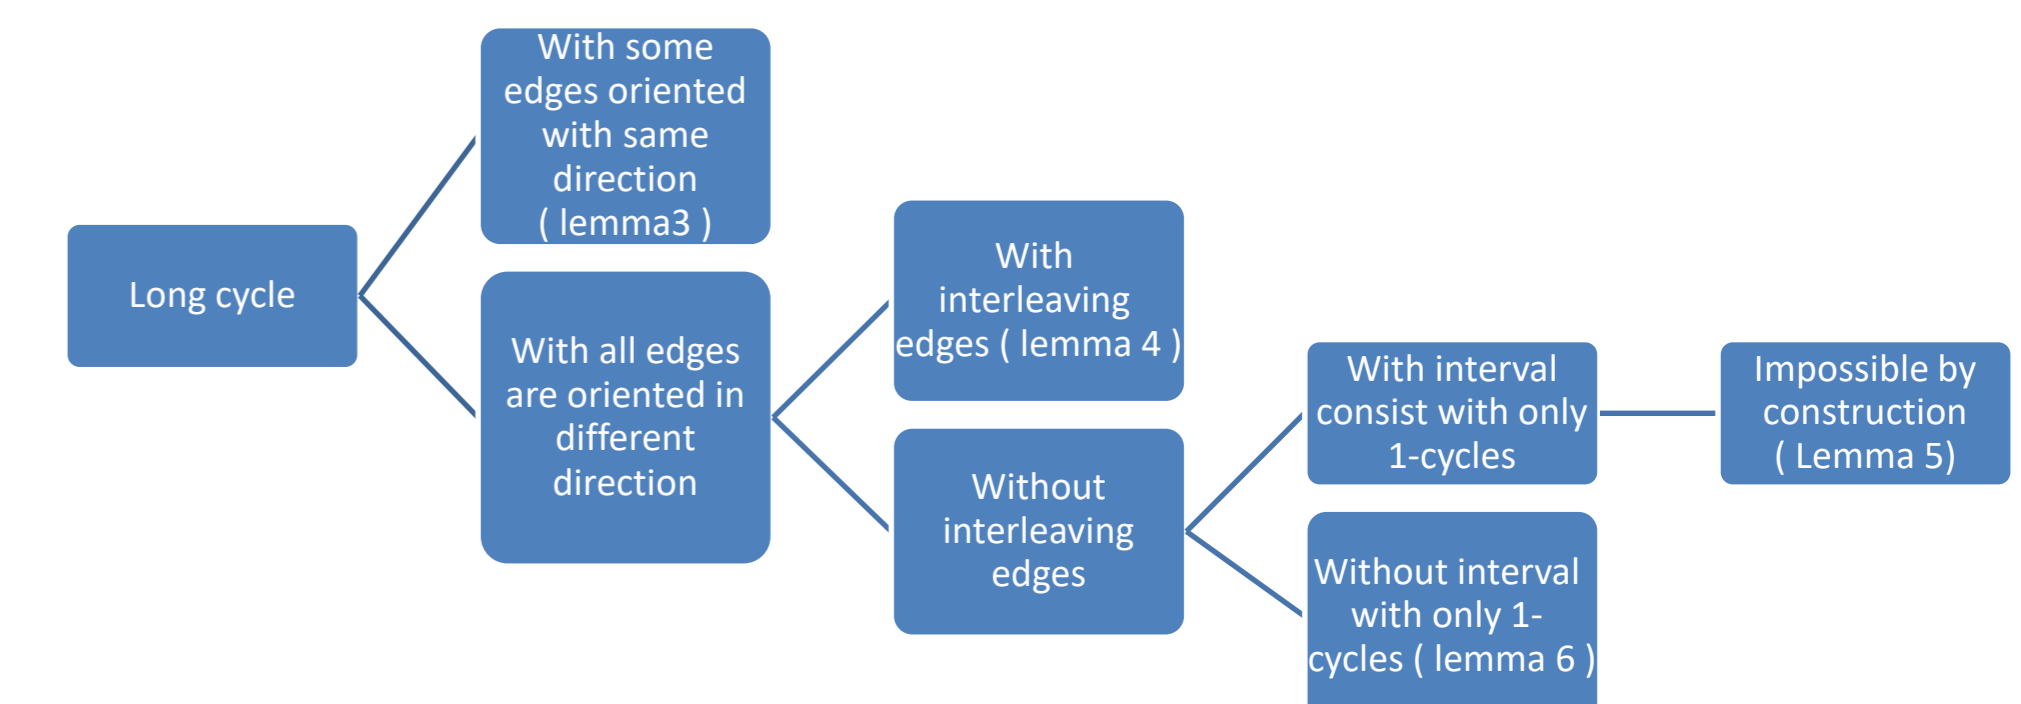 With some
edges oriented
with same
direction
( lemma3 )
Long cycle
With all edges
are oriented in
different
direction
With
interleaving
edges ( lemma 4 )
Without
interleaving
edges
With interval
consist with only
1-cycles
Impossible by
construction
( Lemma 5)
Without interval
with only 1-
cycles ( lemma 6 )